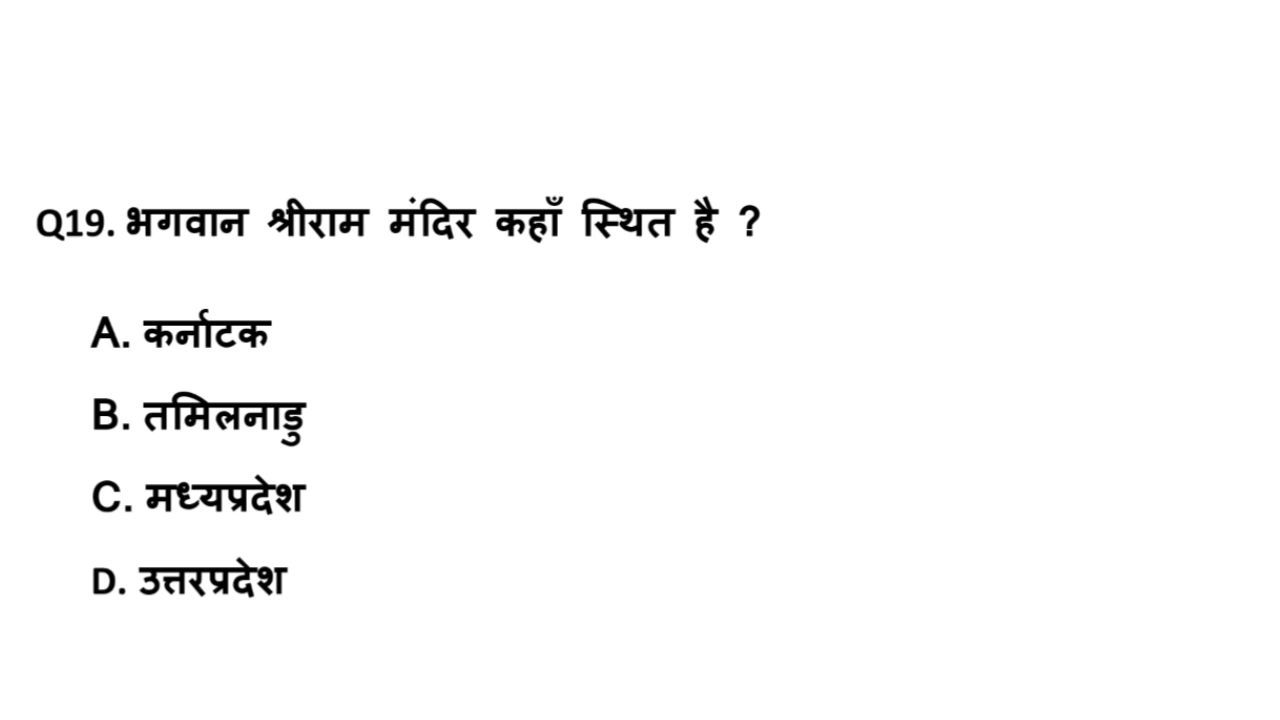 Q19. भगवान श्रीराम मंदिर कहाँ स्थित है ?
A. कर्नाटक
B. तमिलनाडु
C. मध्यप्रदेश
D. उत्तरप्रदेश